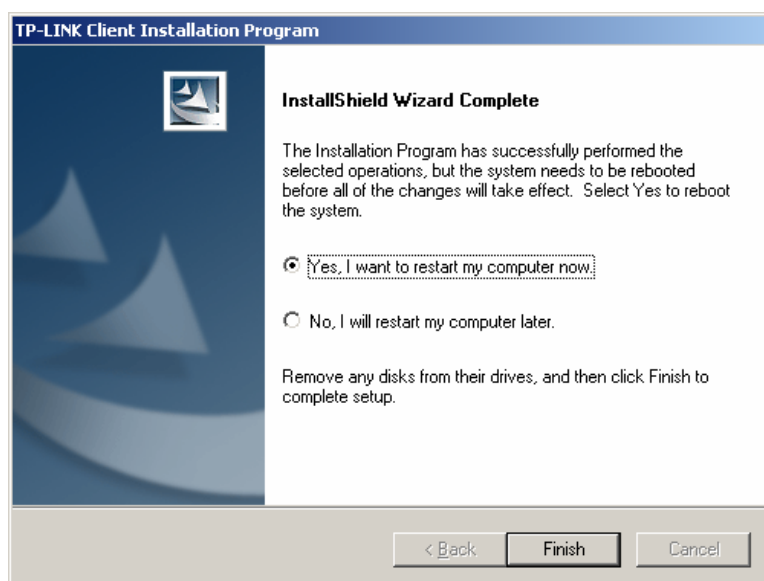 TP-LINK Client Installation Program
InstallShield Wizard Complete
The Installation Program has successfully performed the
selected operations, but the system needs to be rebooted
before all of the changes will take effect.  Select Yes to reboot
the system.
Yes, I want to restart my computer now.
No, I will restart my computer later.
Remove any disks from their drives, and then click Finish to
complete setup.
< Back
Finish
Cancel